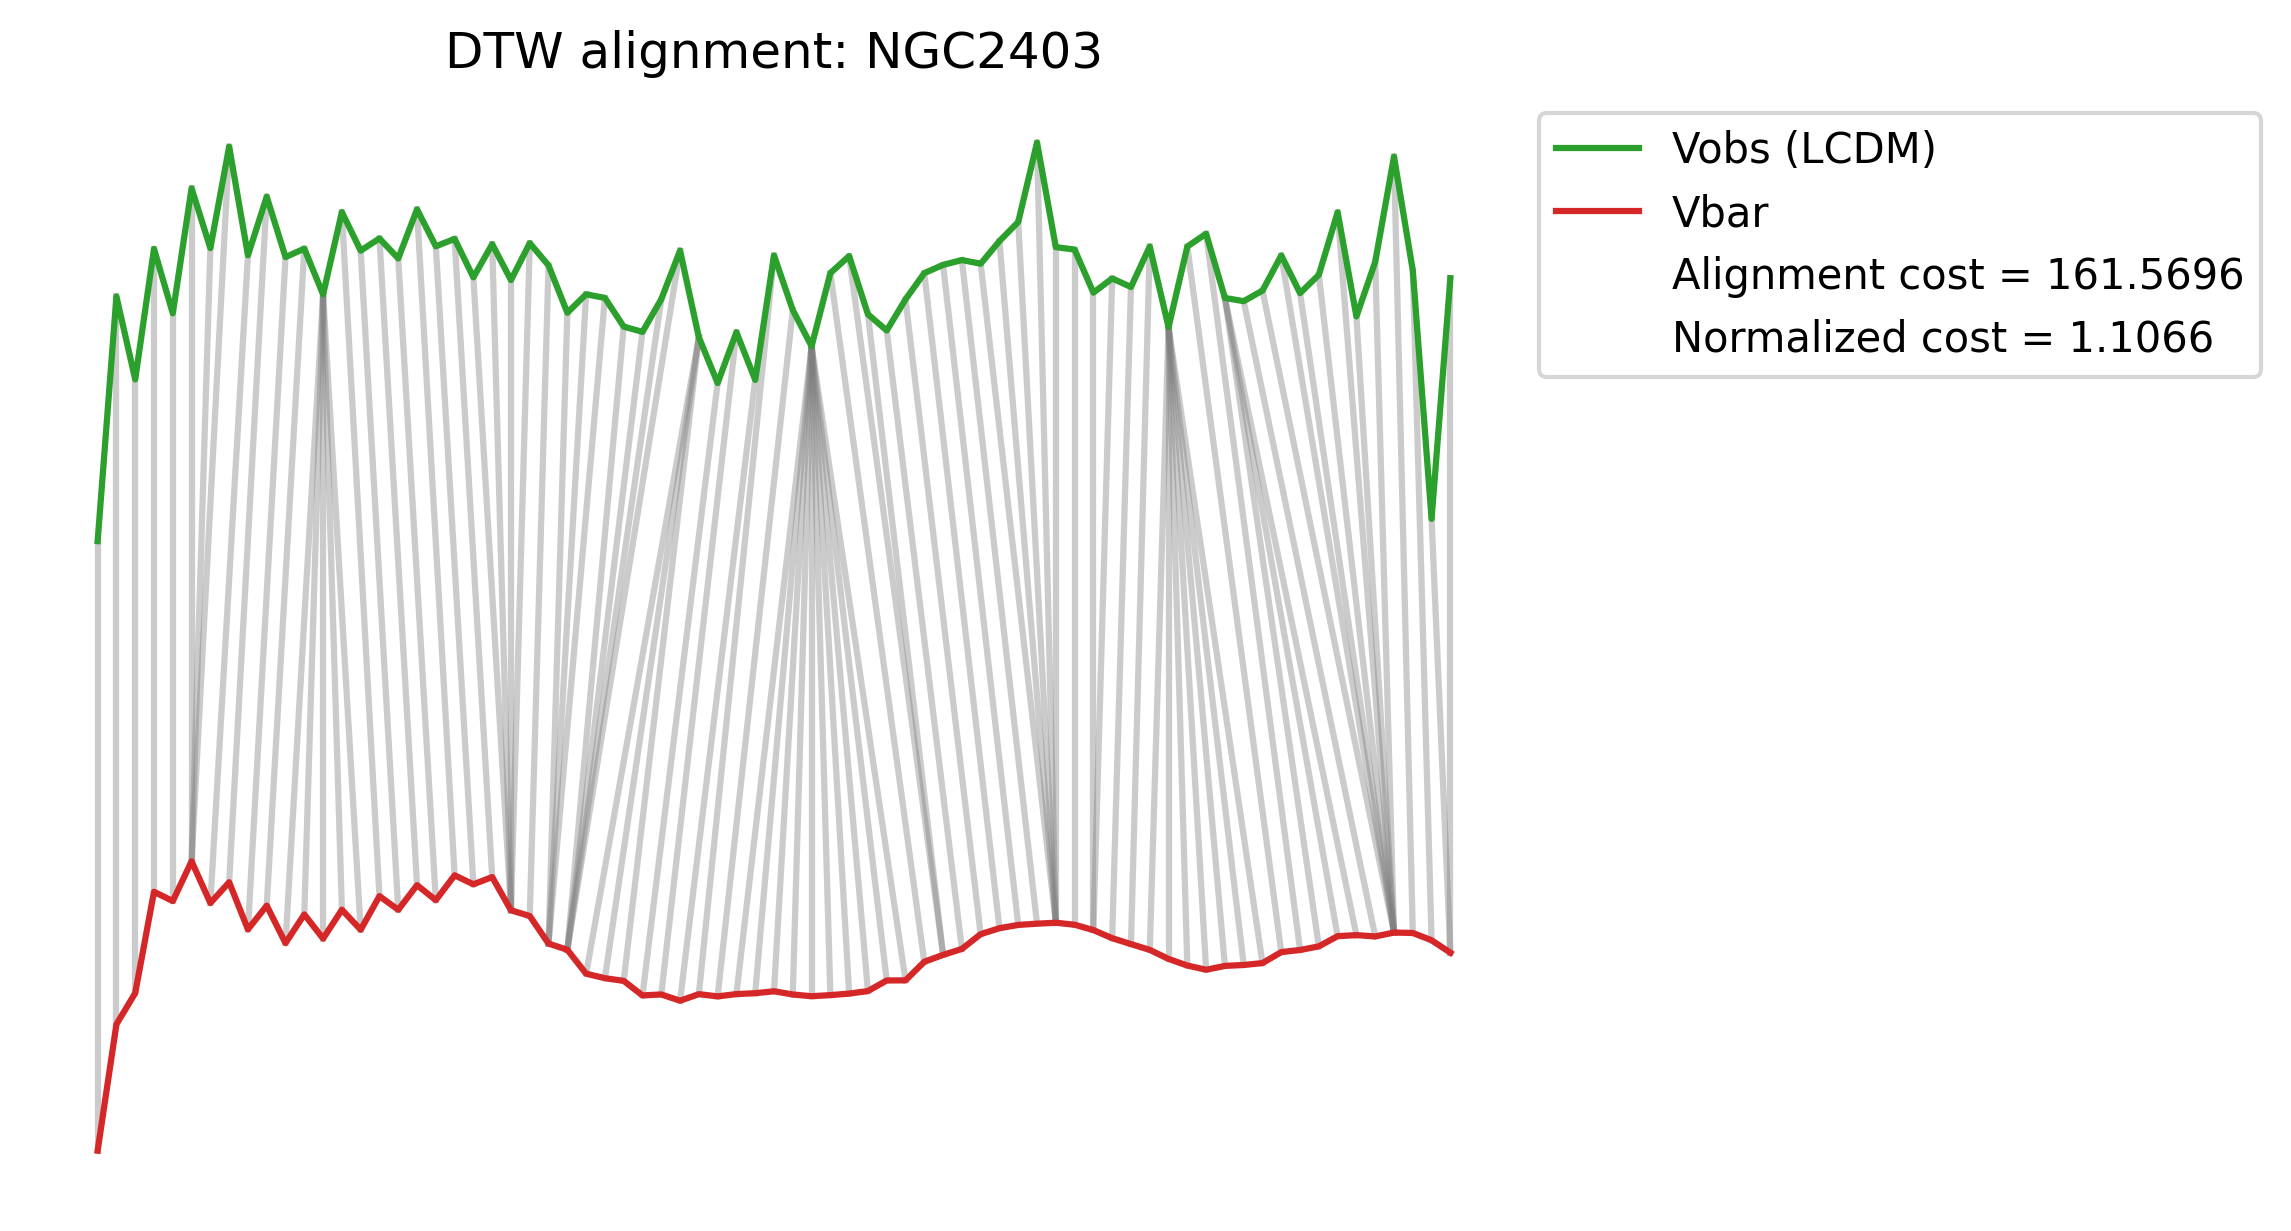 DTW alignment: NGC2403
Vobs (LCDM)
Vbar
Alignment cost = 161.5696
Normalized cost = 1.1066